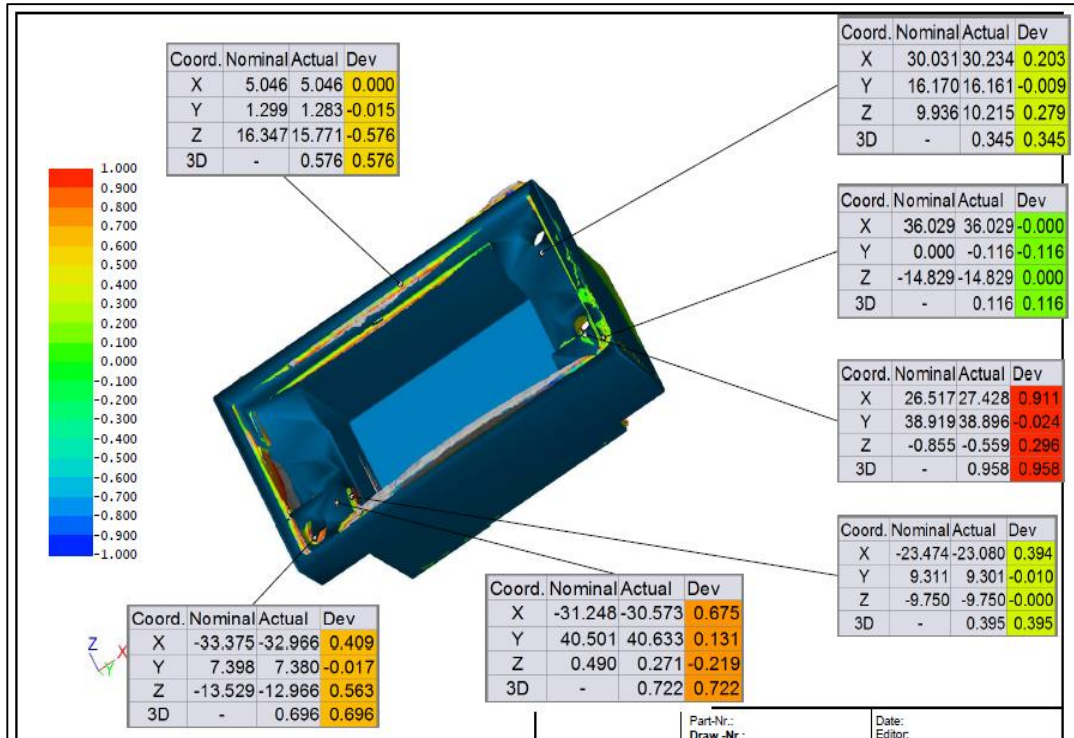 Coord. Nominal Actual Dev
X 5.046 5.046 0.000
Y 1.299 1.283 -0.015
Z 16.347 15.771 -0.576
3D - 0.576 0.576
Coord. Nominal Actual Dev
X 30.031 30.234 0.203
Y 16.170 16.161 -0.009
Z 9.936 10.215 0.279
3D - 0.345 0.345
1.000
0.900
0.800
0.700
0.600
0.500
0.400
0.300
0.200
0.100
0.000
-0.100
-0.200
-0.300
-0.400
-0.500
-0.600
-0.700
-0.800
-0.900
-1.000
Coord. Nominal Actual Dev
X 36.029 36.029 -0.000
Y 0.000 -0.116 -0.116
Z -14.829 -14.829 0.000
3D - 0.116 0.116
Coord. Nominal Actual Dev
X 26.517 27.428 0.911
Y 38.919 38.896 -0.024
Z -0.855 -0.559 0.296
3D - 0.958 0.958
Coord. Nominal Actual Dev
X -23.474 -23.080 0.394
Y 9.311 9.301 -0.010
Z -9.750 -9.750 -0.000
3D - 0.395 0.395
Coord. Nominal Actual Dev
X -31.248 -30.573 0.675
Y 40.501 40.633 0.131
Z 0.490 0.271 -0.219
3D - 0.722 0.722
Coord. Nominal Actual Dev
X -33.375 -32.966 0.409
Y 7.398 7.380 -0.017
Z -13.529 -12.966 0.563
3D - 0.696 0.696
Z X
Y
Part-Nr.: Date:
Draw.-Nr.: Editor: